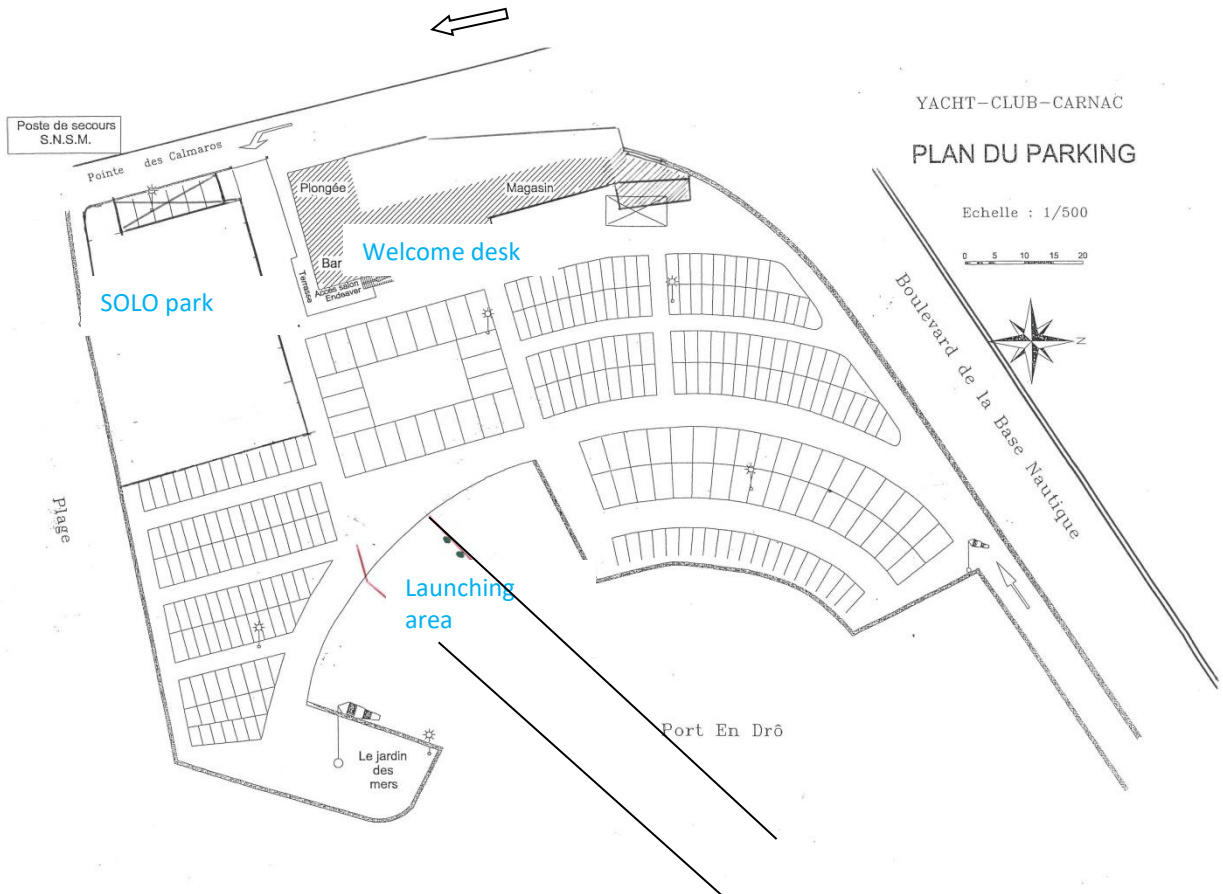 YACHT-CLUB-CARNAC
PLAN DU PARKING
Echelle : 1/500
0 5 10 15 20
N
Poste de secours
S.N.S.M.
Pointe des Calmaros
Plongée
Magasin
Welcome desk
Bar
Terrasse
Accès salon
Endeaver
SOLO park
Boulevard de la Base Nautique
Plage
Launching
area
Port En Drô
Le jardin
des
mers